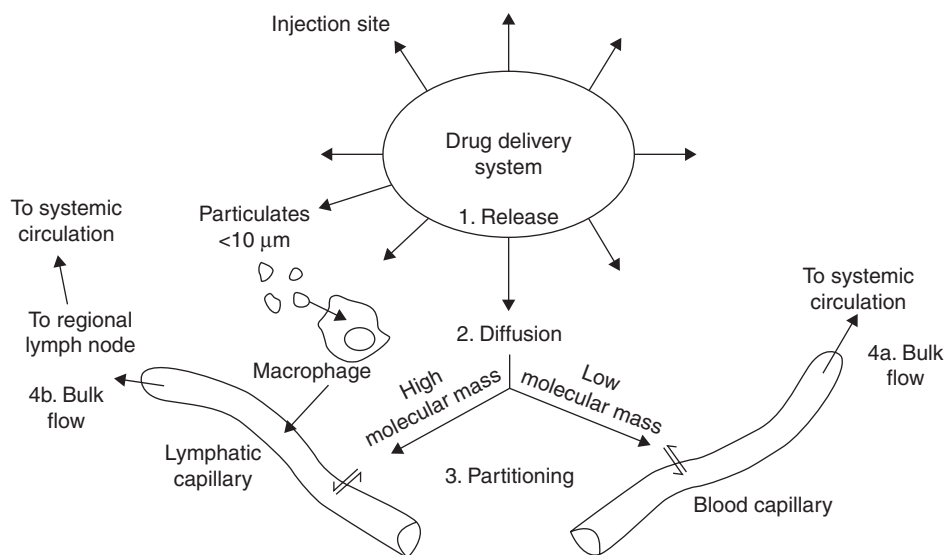 Injection site
Drug delivery
system
1. Release
Particulates
<10 μm
To systemic
circulation
To regional
lymph node
4b. Bulk
flow
Macrophage
Lymphatic
capillary
2. Diffusion
High
molecular mass
Low
molecular mass
3. Partitioning
To systemic
circulation
4a. Bulk
flow
Blood capillary